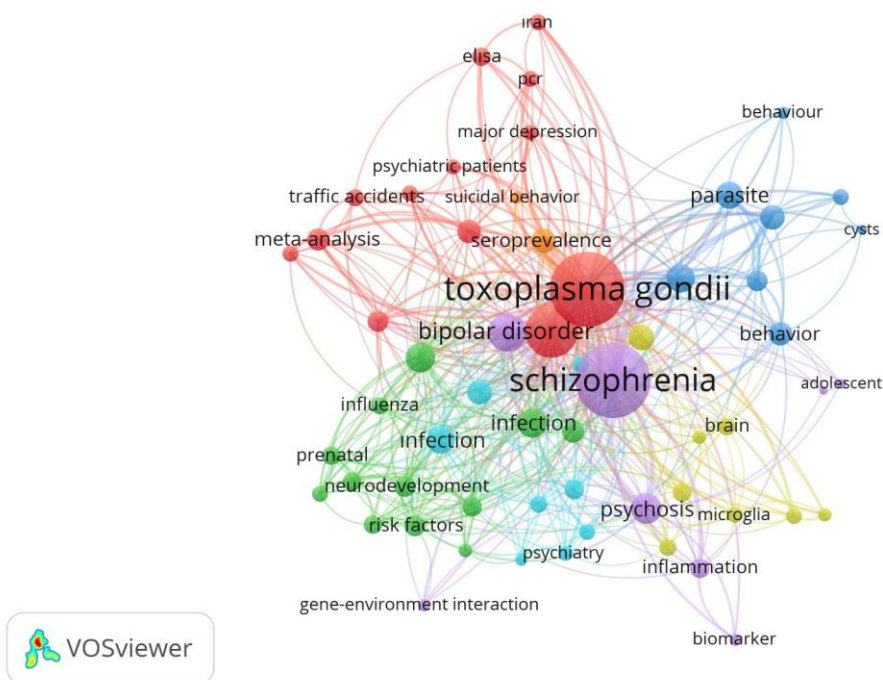 iran
elisa
pcr
behaviour
major depression
psychiatric patients
traffic accidents
suicidal behavior
parasite
meta-analysis
seroprevalence
cysts
toxoplasma gondii
bipolar disorder
behavior
schizophrenia
adolescent
influenza
infection
brain
infection
prenatal
neurodevelopment
psychosis
microglia
risk factors
psychiatry
inflammation
gene-environment interaction
biomarker
VOSviewer